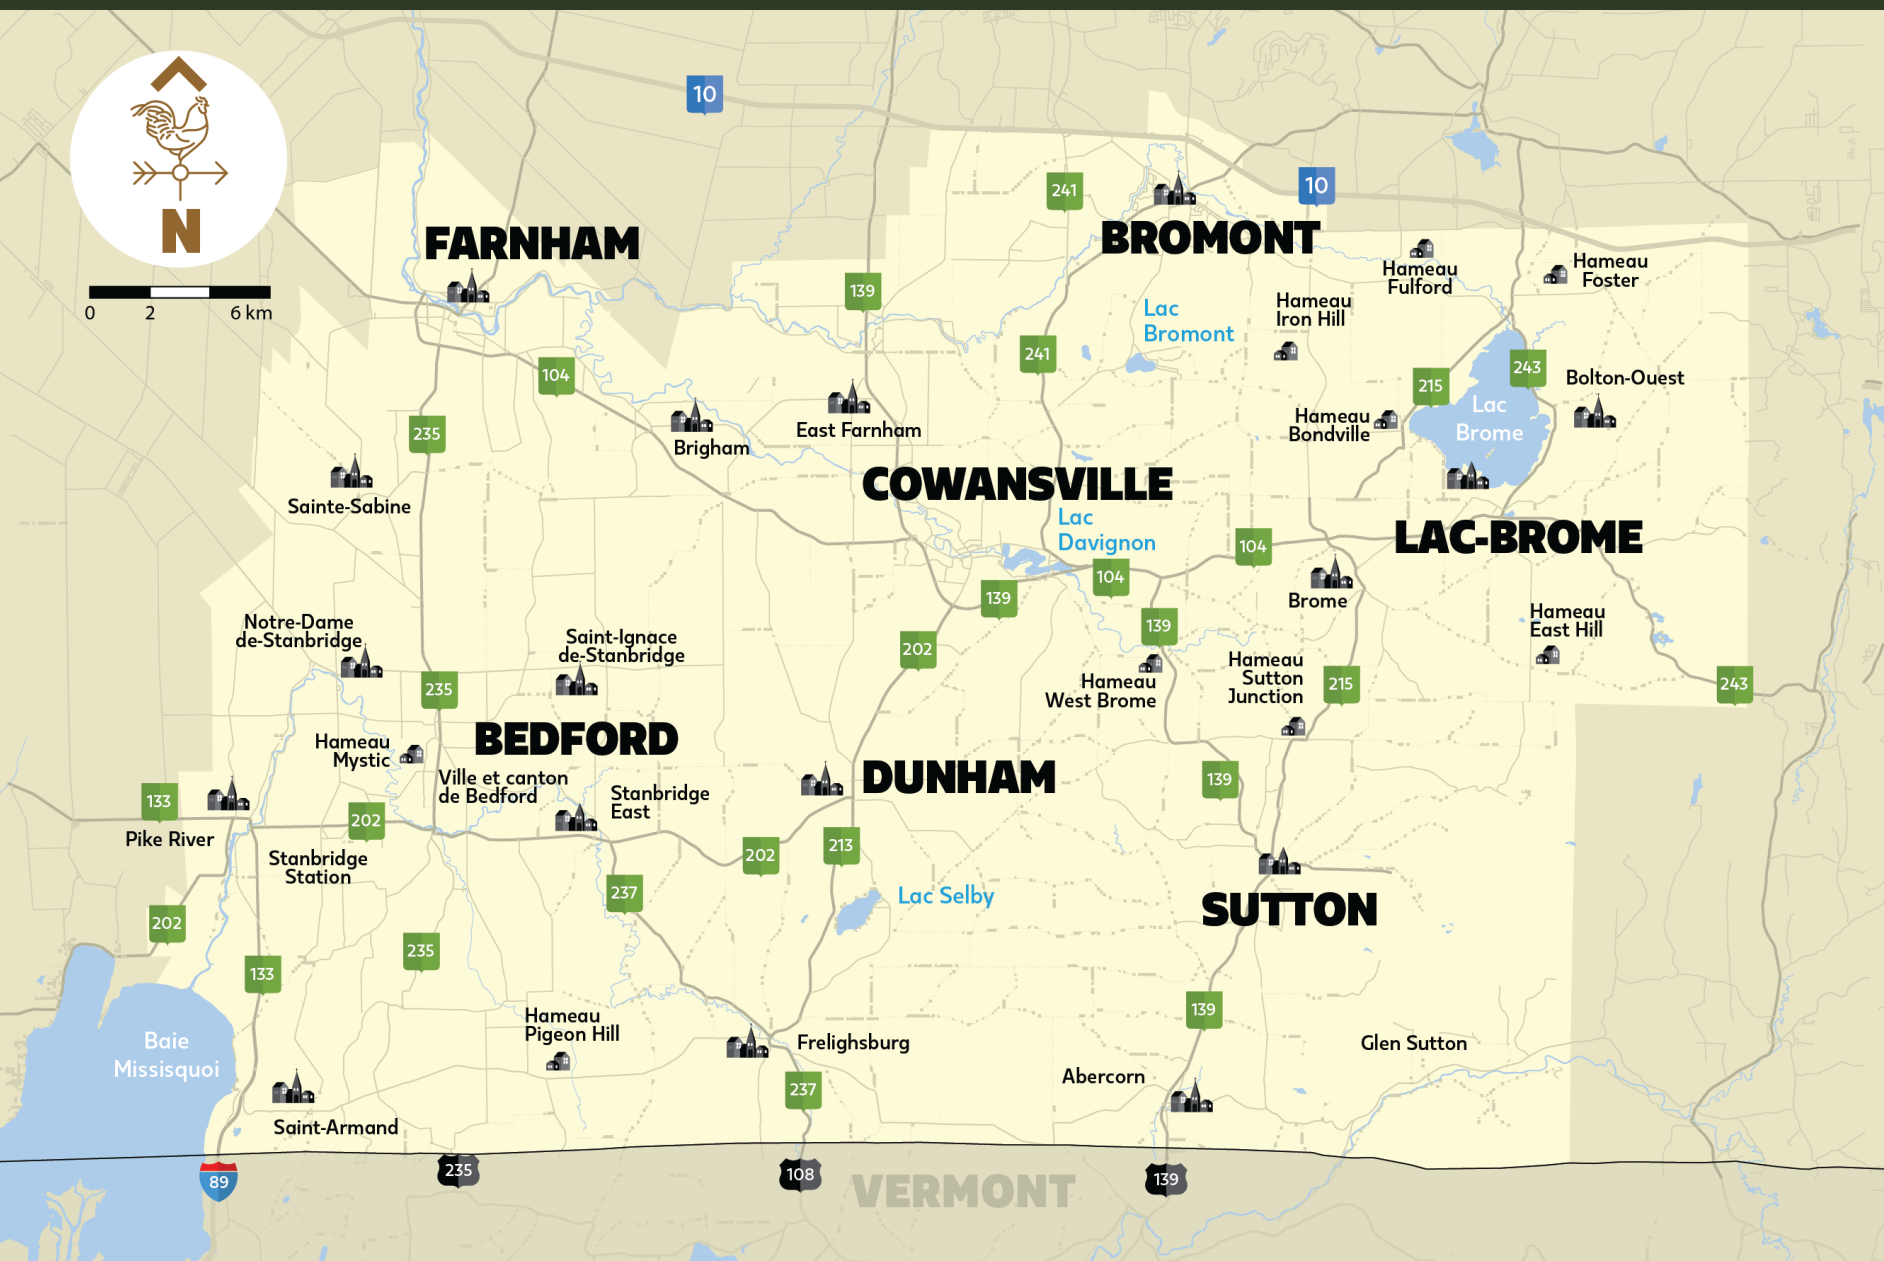 N
0 2 6 km
10
10
FARNHAM
BROMONT
241
139
Hameau
Fulford
Hameau
Foster
Hameau
Iron Hill
Lac
Bromont
241
104
235
215
243
Bolton-Ouest
Lac
Brome
Hameau
Bondville
East Farnham
Brigham
COWANSVILLE
Sainte-Sabine
Lac
Davignon
LAC-BROME
104
104
139
Brome
139
202
Hameau
East Hill
Notre-Dame
de-Stanbridge
Saint-Ignace
de-Stanbridge
235
Hameau
West Brome
Hameau
Sutton
Junction
215
243
BEDFORD
Hameau
Mystic
Ville et canton
de Bedford
Stanbridge
East
DUNHAM
139
133
Pike River
202
Stanbridge
Station
202
213
237
Lac Selby
SUTTON
202
235
133
139
Baie
Missisquoi
Hameau
Pigeon Hill
Frelighsburg
Glen Sutton
Abercorn
237
Saint-Armand
89
235
108
139
VERMONT